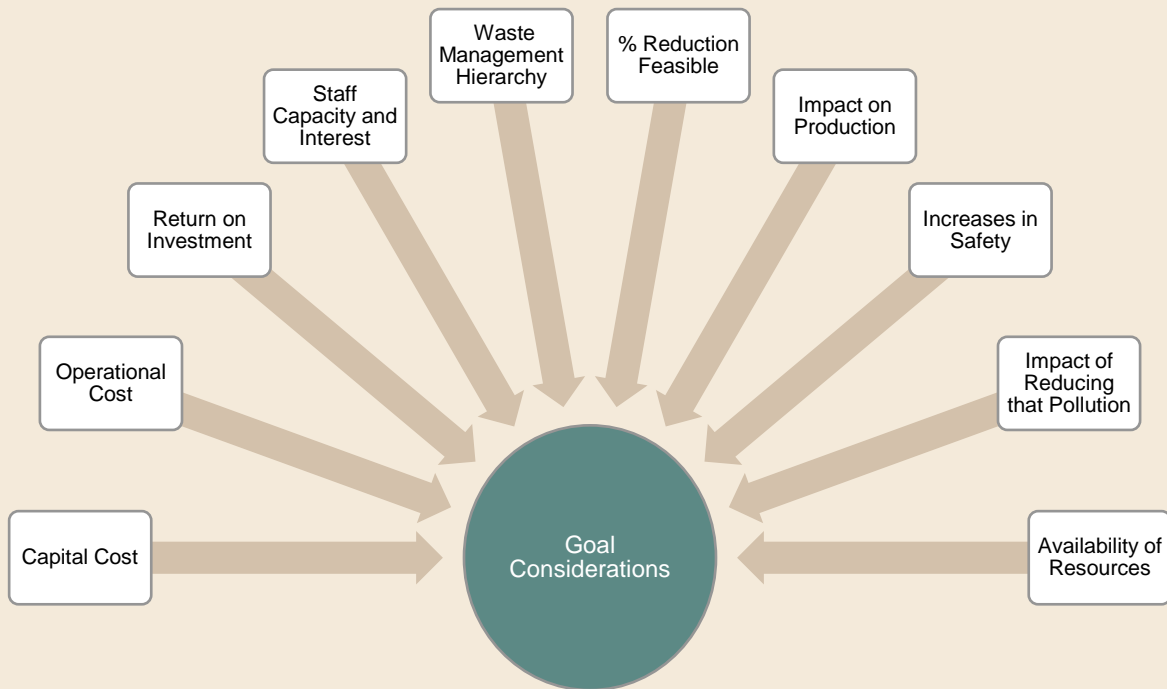 Capital Cost
Operational
Cost
Return on
Investment
Staff
Capacity and
Interest
Waste
Management
Hierarchy
% Reduction
Feasible
Impact on
Production
Increases in
Safety
Impact of
Reducing
that Pollution
Availability of
Resources
Goal
Considerations